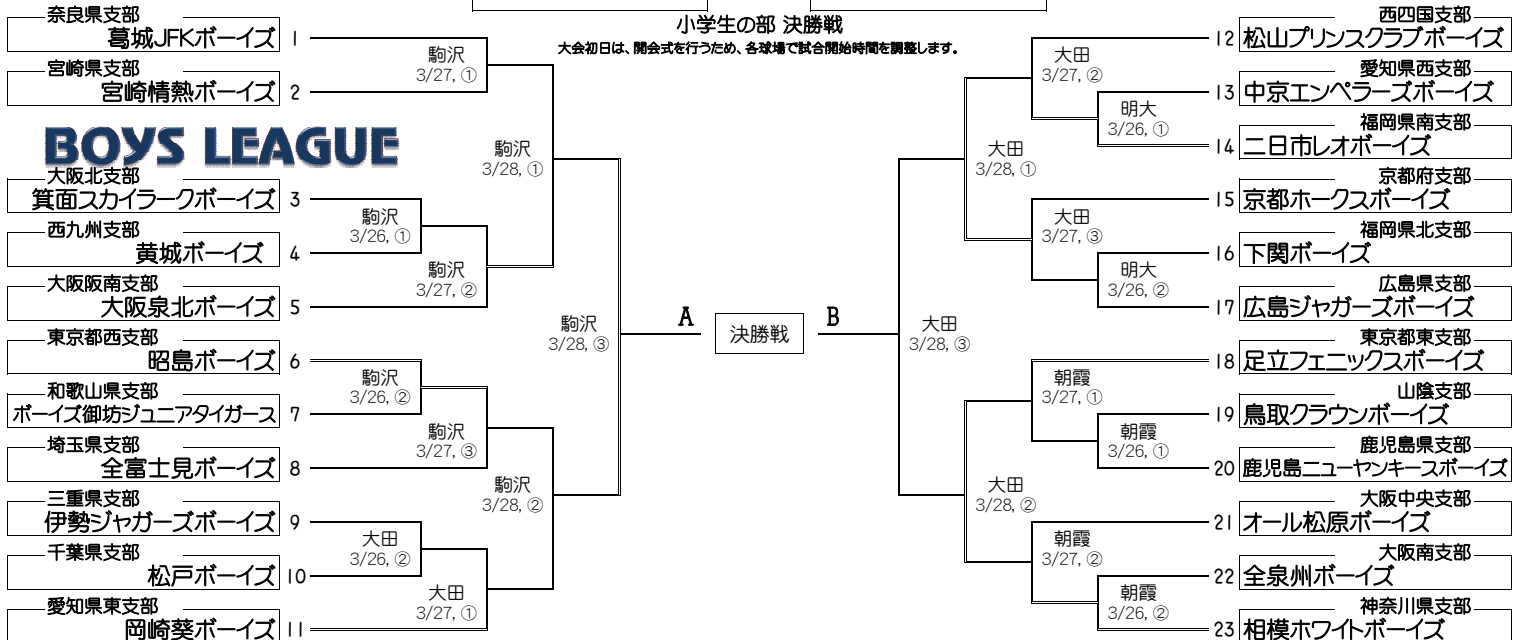 小学生の部 決勝戦
大会初日は、開会式を行うため、各球場で試合開始時間を調整します。
奈良県支部
葛城JFKボーイズ 1
宮崎県支部
宮崎情熱ボーイズ 2
駒沢
3/27, ①
BOYS LEAGUE
駒沢
3/28, ①
大阪北支部
箕面スカイラークボーイズ 3
西九州支部
黄城ボーイズ 4
駒沢
3/26, ①
大阪阪南支部
大阪泉北ボーイズ 5
駒沢
3/27, ②
駒沢
3/28, ③
東京都西支部
昭島ボーイズ 6
和歌山県支部
ボーイズ御坊ジュニアタイガース 7
駒沢
3/26, ②
埼玉県支部
全富士見ボーイズ 8
駒沢
3/27, ③
駒沢
3/28, ②
三重県支部
伊勢ジャガーズボーイズ 9
千葉県支部
松戸ボーイズ 10
大田
3/26, ②
愛知県東支部
岡崎葵ボーイズ 11
大田
3/27, ①
A 決勝戦 B
西四国支部
12 松山プリンスクラブボーイズ
大田
3/27, ②
愛知県西支部
13 中京エンペラーズボーイズ
明大
3/26, ①
福岡県南支部
14 二日市レオボーイズ
大田
3/28, ①
京都府支部
15 京都ホークスボーイズ
大田
3/27, ③
福岡県北支部
16 下関ボーイズ
明大
3/26, ②
広島県支部
17 広島ジャガーズボーイズ
大田
3/28, ③
東京都東支部
18 足立フェニックスボーイズ
朝霞
3/27, ①
山陰支部
19 鳥取クラウンボーイズ
朝霞
3/26, ①
鹿児島県支部
20 鹿児島ニューヤンキースボーイズ
大田
3/28, ②
大阪中央支部
21 オール松原ボーイズ
朝霞
3/27, ②
大阪南支部
22 全泉州ボーイズ
朝霞
3/26, ②
神奈川県支部
23 相模ホワイトボーイズ